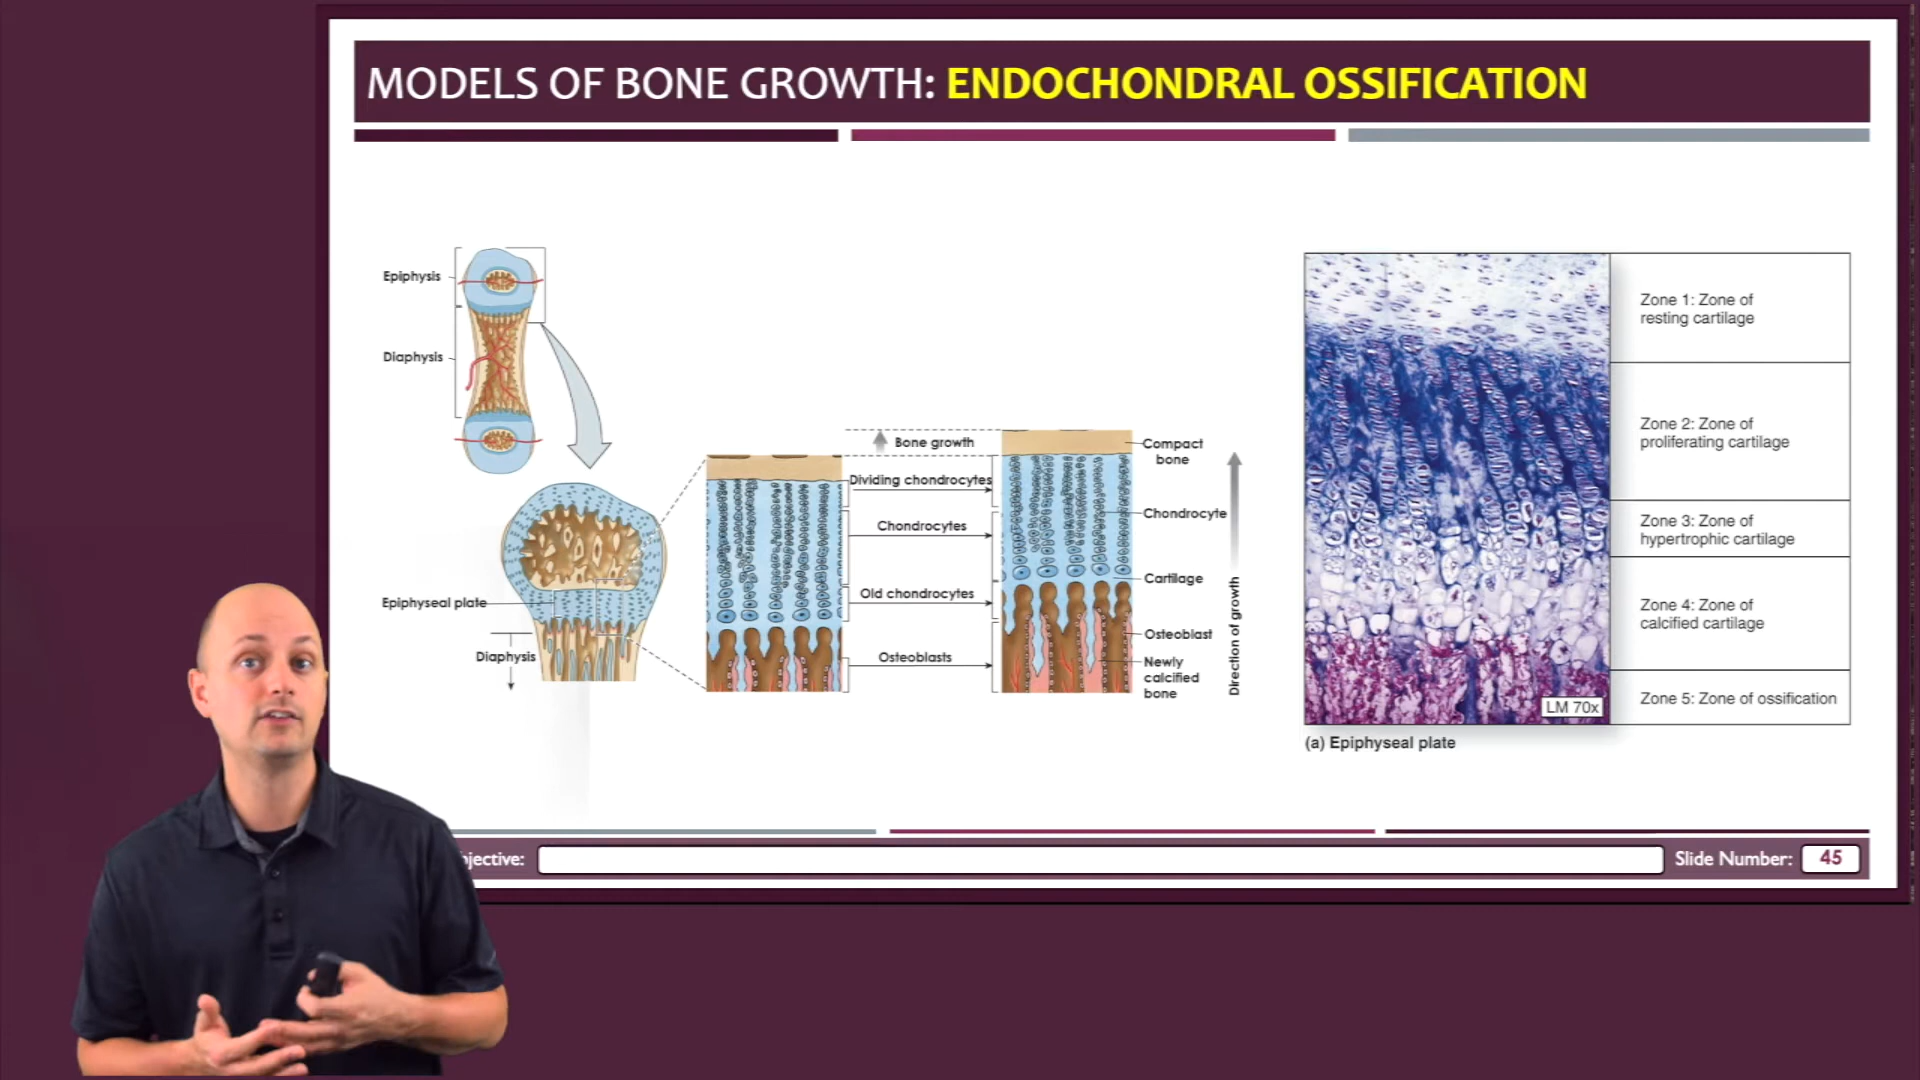 MODELS OF BONE GROWTH: ENDOCHONDRAL OSSIFICATION
Epiphysis
Diaphysis
Epiphyseal plate
Diaphysis
Bone growth
Dividing chondrocytes
Chondrocytes
Old chondrocytes
Osteoblasts
Compact
bone
Chondrocyte
Cartilage
Osteoblast
Newly
calcified
bone
Direction of growth
Zone 1: Zone of
resting cartilage
Zone 2: Zone of
proliferating cartilage
Zone 3: Zone of
hypertrophic cartilage
Zone 4: Zone of
calcified cartilage
Zone 5: Zone of ossification
LM 70x
(a) Epiphyseal plate
bjective:
Slide Number: 45